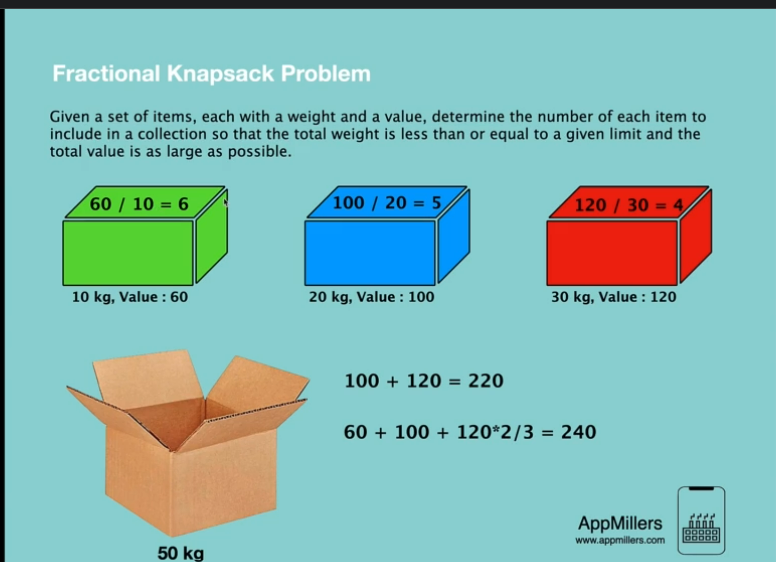 Fractional Knapsack Problem
Given a set of items, each with a weight and a value, determine the number of each item to
include in a collection so that the total weight is less than or equal to a given limit and the
total value is as large as possible.
60 / 10 = 6
100 / 20 = 5
120 / 30 = 4
10 kg, Value : 60
20 kg, Value : 100
30 kg, Value : 120
100 + 120 = 220
60 + 100 + 120*2/3 = 240
50 kg
AppMillers
www.appmillers.com